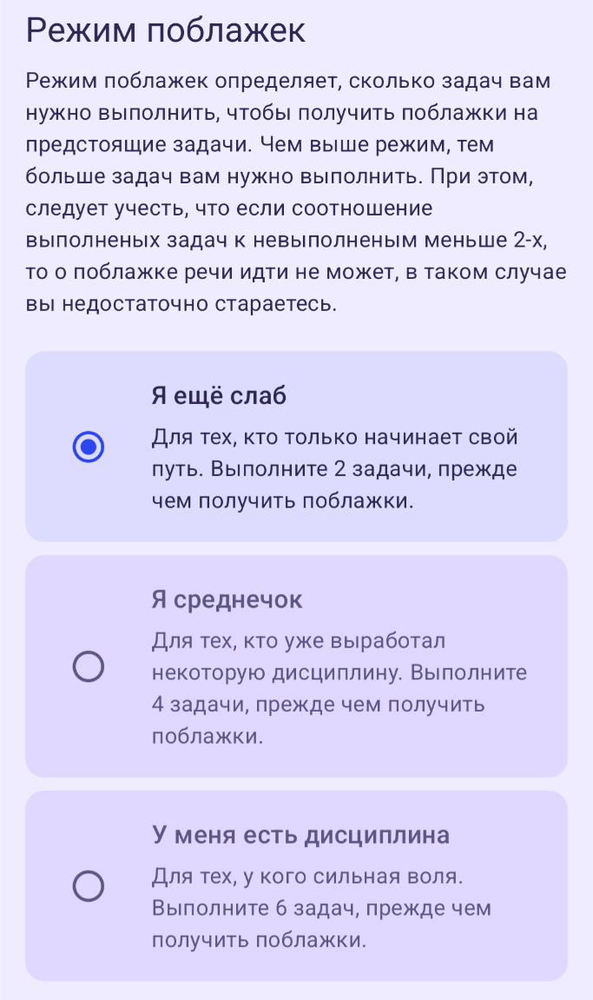 Режим поблажек
Режим поблажек определяет, сколько задач вам
нужно выполнить, чтобы получить поблажки на
предстоящие задачи. Чем выше режим, тем
больше задач вам нужно выполнить. При этом,
следует учесть, что если соотношение
выполненых задач к невыполненым меньше 2-х,
то о поблажке речи идти не может, в таком случае
вы недостаточно стараетесь.
Я ещё слаб
Для тех, кто только начинает свой
путь. Выполните 2 задачи, прежде
чем получить поблажки.
Я среднечок
Для тех, кто уже выработал
некоторую дисциплину. Выполните
4 задачи, прежде чем получить
поблажки.
У меня есть дисциплина
Для тех, у кого сильная воля.
Выполните 6 задач, прежде чем
получить поблажки.